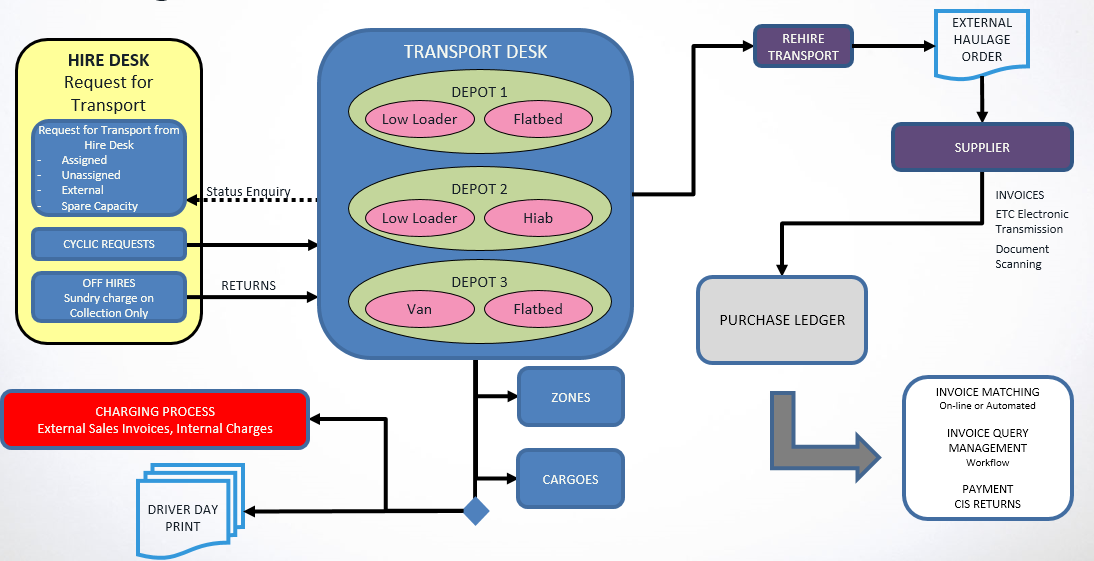 HIRE DESK
Request for
Transport
Request for Transport from
Hire Desk
- Assigned
- Unassigned
- External
- Spare Capacity
CYCLIC REQUESTS
OFF HIRES
Sundry charge on
Collection Only
Status Enquiry
RETURNS
TRANSPORT DESK
DEPOT 1
Low Loader
Flatbed
DEPOT 2
Low Loader
Hiab
DEPOT 3
Van
Flatbed
REHIRE
TRANSPORT
EXTERNAL
HAULAGE
ORDER
SUPPLIER
INVOICES
ETC Electronic
Transmission
Document
Scanning
PURCHASE LEDGER
ZONES
CARGOES
CHARGING PROCESS
External Sales Invoices, Internal Charges
DRIVER DAY
PRINT
INVOICE MATCHING
On-line or Automated
INVOICE QUERY
MANAGEMENT
Workflow
PAYMENT
CIS RETURNS